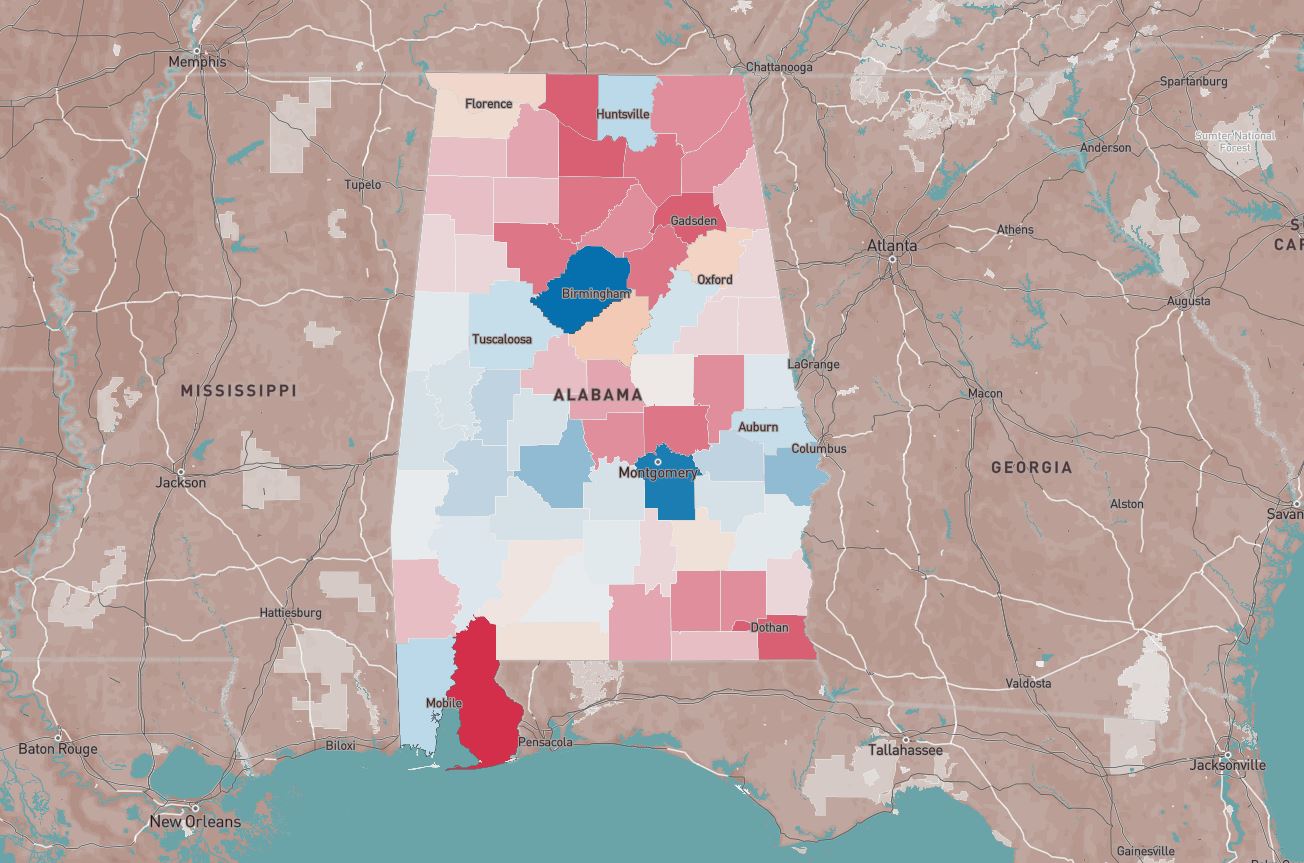 Memphis
Chattanooga
Spartanburg
Florence
Huntsville
Sumter National
Forest
Anderson
Tupelo
Gadsden
Athens
Atlanta
CAR
Oxford
Birmingham
Augusta
Tuscaloosa
LaGrange
MISSISSIPPI
ALABAMA
Macon
Auburn
Columbus
GEORGIA
Montgomery
Jackson
Alston
Savan
Hattiesburg
Dothan
Valdosta
Mobile
Pensacola
Biloxi
Baton Rouge
Tallahassee
Jacksonville
New Orleans
Gainesville